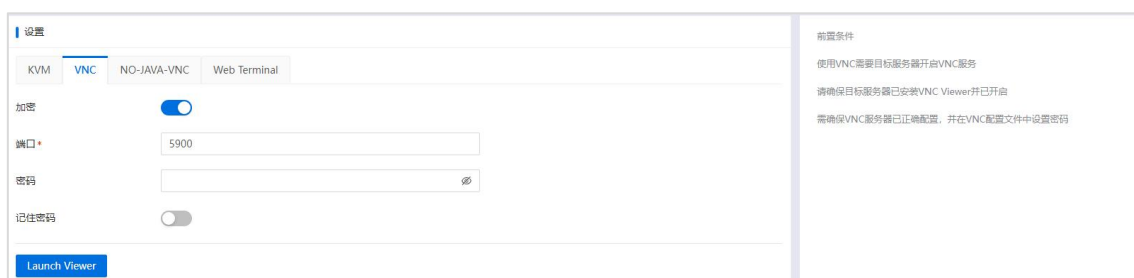 设置
KVM VNC NO-JAVA-VNC Web Terminal
加密
端口*
5900
密码
记住密码
Launch Viewer
前置条件
使用VNC需要目标服务器开启VNC服务
请确保目标服务器已安装VNC Viewer并已开启
需确保VNC服务器已正确配置，并在VNC配置文件中设置密码